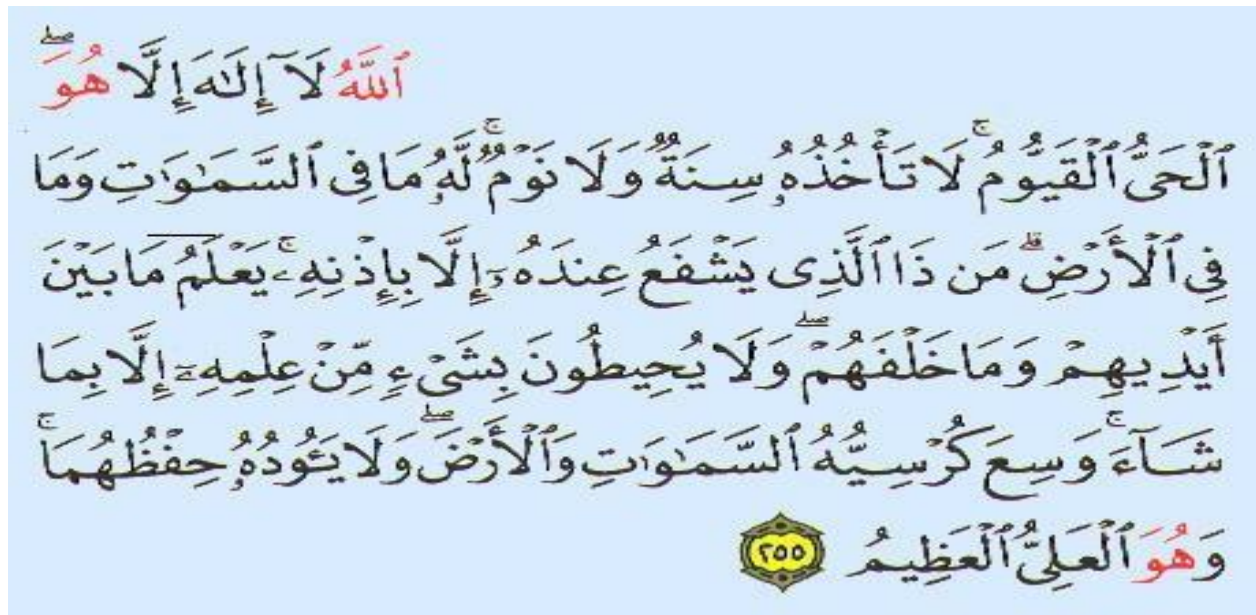 ٱللَّهُ لَآ إِلَـٰهَ إِلَّا هُوَ ۖ
ٱلْحَىُّ ٱلْقَيُّومُ ۚ لَا تَأْخُذُهُۥ سِنَةٌ وَلَا نَوْمٌ ۚ لَّهُۥ مَا فِى ٱلسَّمَـٰوَٰتِ وَمَا
فِى ٱلْأَرْضِ ۗ مَن ذَا ٱلَّذِى يَشْفَعُ عِندَهُۥٓ إِلَّا بِإِذْنِهِۦ ۚ يَعْلَمُ مَا بَيْنَ
أَيْدِيهِمْ وَمَا خَلْفَهُمْ ۖ وَلَا يُحِيطُونَ بِشَىْءٍ مِّنْ عِلْمِهِۦٓ إِلَّا بِمَا
شَآءَ ۚ وَسِعَ كُرْسِيُّهُ ٱلسَّمَـٰوَٰتِ وَٱلْأَرْضَ ۖ وَلَا يَـُٔودُهُۥ حِفْظُهُمَا ۚ
وَهُوَ ٱلْعَلِىُّ ٱلْعَظِيمُ ٢٥٥